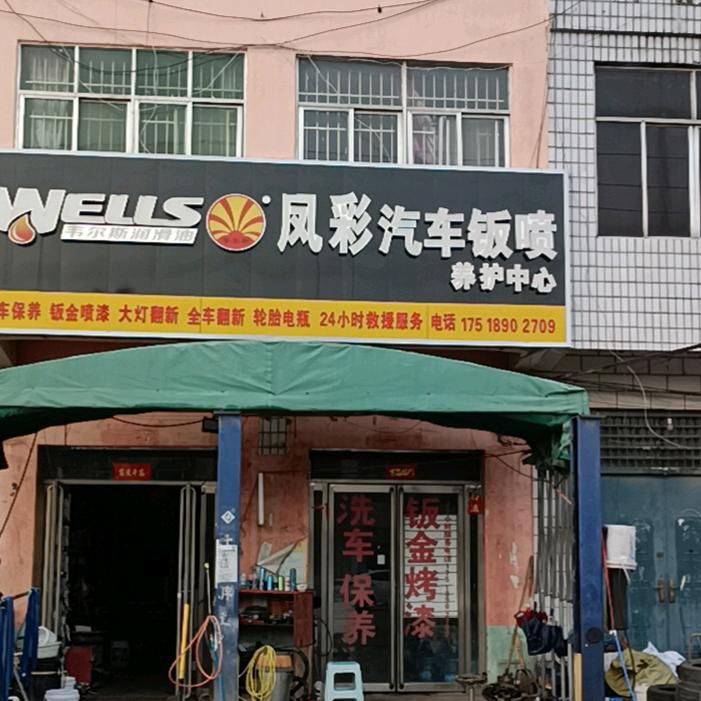 WELLS
韦尔斯润滑油
凤彩汽车钣喷
养护中心
车保养 钣金喷漆 大灯翻新 全车翻新 轮胎电瓶 24小时救援服务 电话 175 1890 2709
洗车 保养
钣金烤漆